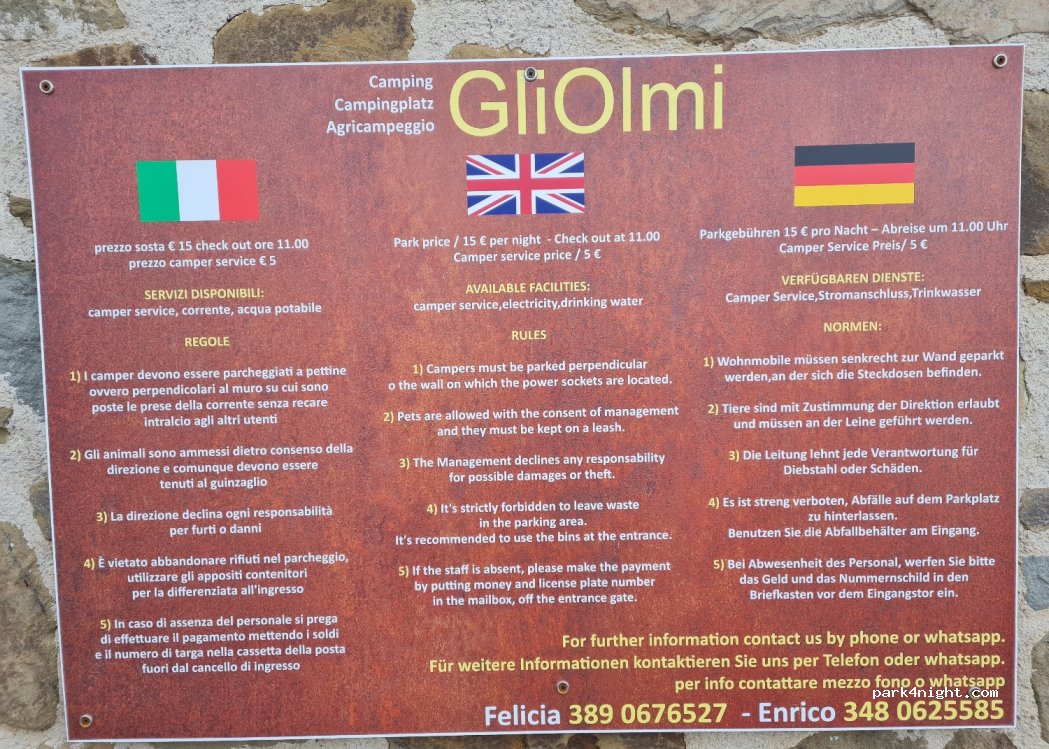 Camping
Campingplatz
Agricampeggio
GliOlmi
prezzo sosta € 15 check out ore 11.00
prezzo camper service € 5
SERVIZI DISPONIBILI:
camper service, corrente, acqua potabile
REGOLE
1) I camper devono essere parcheggiati a pettine
ovvero perpendicolari al muro su cui sono
poste le prese della corrente senza recare
intralcio agli altri utenti
2) Gli animali sono ammessi dietro consenso della
direzione e comunque devono essere
tenuti al guinzaglio
3) La direzione declina ogni responsabilità
per furti o danni
4) È vietato abbandonare rifiuti nel parcheggio,
utilizzare gli appositi contenitori
per la differenziata all'ingresso
5) In caso di assenza del personale si prega
di effettuare il pagamento mettendo i soldi
e il numero di targa nella cassetta della posta
fuori dal cancello di ingresso
Park price / 15 € per night - Check out at 11.00
Camper service price / 5 €
AVAILABLE FACILITIES:
camper service,electricity,drinking water
RULES
1) Campers must be parked perpendicular
o the wall on which the power sockets are located.
2) Pets are allowed with the consent of management
and they must be kept on a leash.
3) The Management declines any responsability
for possible damages or theft.
4) It's strictly forbidden to leave waste
in the parking area.
It's recommended to use the bins at the entrance.
5) If the staff is absent, please make the payment
by putting money and license plate number
in the mailbox, off the entrance gate.
Parkgebühren 15 € pro Nacht – Abreise um 11.00 Uhr
Camper Service Preis/ 5 €
VERFÜGBAREN DIENSTE:
Camper Service,Stromanschluss,Trinkwasser
NORMEN:
1) Wohnmobile müssen senkrecht zur Wand geparkt
werden,an der sich die Steckdosen befinden.
2) Tiere sind mit Zustimmung der Direktion erlaubt
und müssen an der Leine geführt werden.
3) Die Leitung lehnt jede Verantwortung für
Diebstahl oder Schäden.
4) Es ist streng verboten, Abfälle auf dem Parkplatz
zu hinterlassen.
Benutzen Sie die Abfallbehälter am Eingang.
5) Bei Abwesenheit des Personal, werfen Sie bitte
das Geld und das Nummernschild in den
Briefkasten vor dem Eingangstor ein.
For further information contact us by phone or whatsapp.
Für weitere Informationen kontaktieren Sie uns per Telefon oder whatsapp.
per info contattare mezzo fono o whatsapp
park4night.com
Felicia 389 0676527 - Enrico 348 0625585